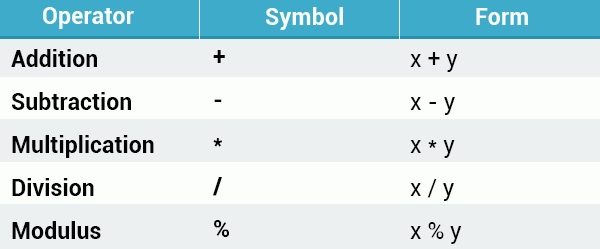 Operator Symbol Form
Addition + x + y
Subtraction - x - y
Multiplication * x * y
Division / x / y
Modulus % x % y